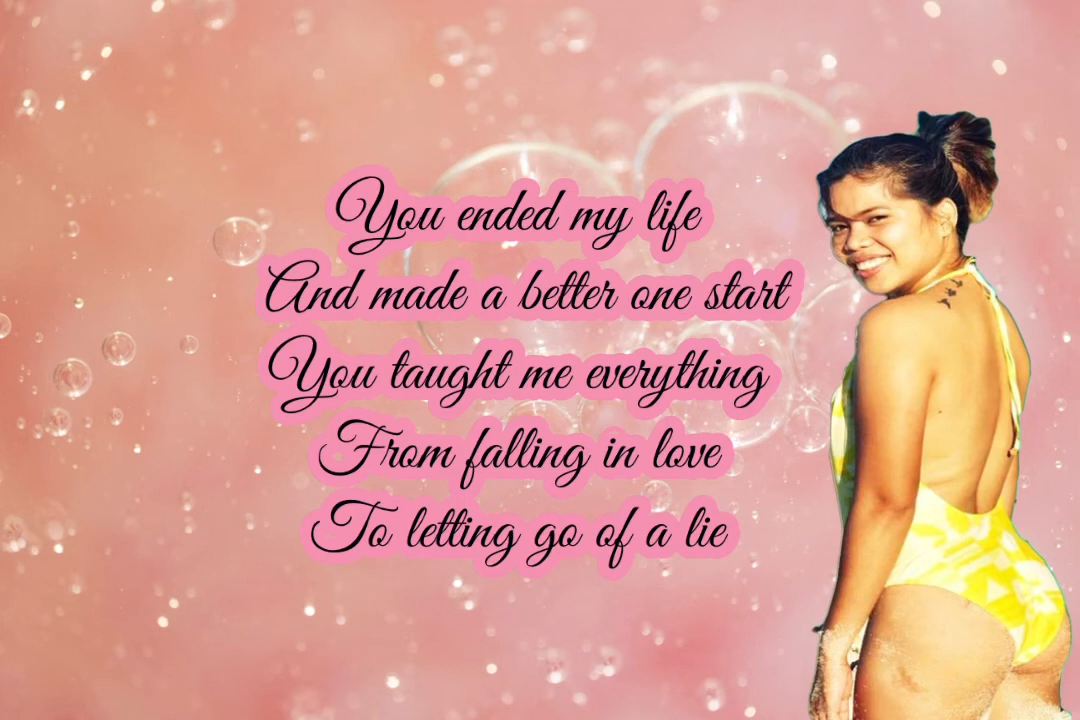 You ended my life
And made a better one start
You taught me everything
From falling in love
To letting go of a lie